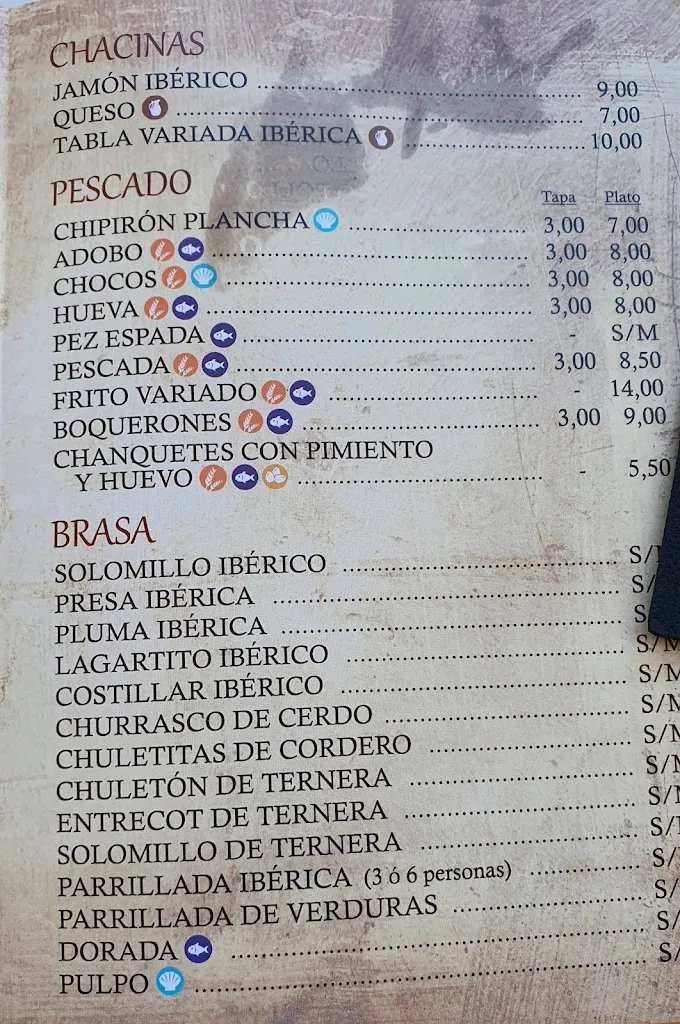 CHACINAS
JAMÓN IBÉRICO ........ 9,00
QUESO ........ 7,00
TABLA VARIADA IBÉRICA ........ 10,00
PESCADO
Tapa Plato
CHIPIRÓN PLANCHA ........ 3,00 7,00
ADOBO ........ 3,00 8,00
CHOCOS ........ 3,00 8,00
HUEVA ........ 3,00 8,00
PEZ ESPADA ........ - S/M
PESCADA ........ 3,00 8,50
FRITO VARIADO ........ - 14,00
BOQUERONES ........ 3,00 9,00
CHANQUETES CON PIMIENTO
Y HUEVO ........ - 5,50
BRASA
SOLOMILLO IBÉRICO ........ S/
PRESA IBÉRICA ........ S/
PLUMA IBÉRICA ........ S
LAGARTITO IBÉRICO ........ S/M
COSTILLAR IBÉRICO ........ S/M
CHURRASCO DE CERDO ........ S/M
CHULETITAS DE CORDERO ........ S/M
CHULETÓN DE TERNERA ........ S/M
ENTRECOT DE TERNERA ........ S/M
SOLOMILLO DE TERNERA ........ S/
PARRILLADA IBÉRICA (3 ó 6 personas) ........ S/
PARRILLADA DE VERDURAS ........ S/
DORADA ........ S/
PULPO ........ S/